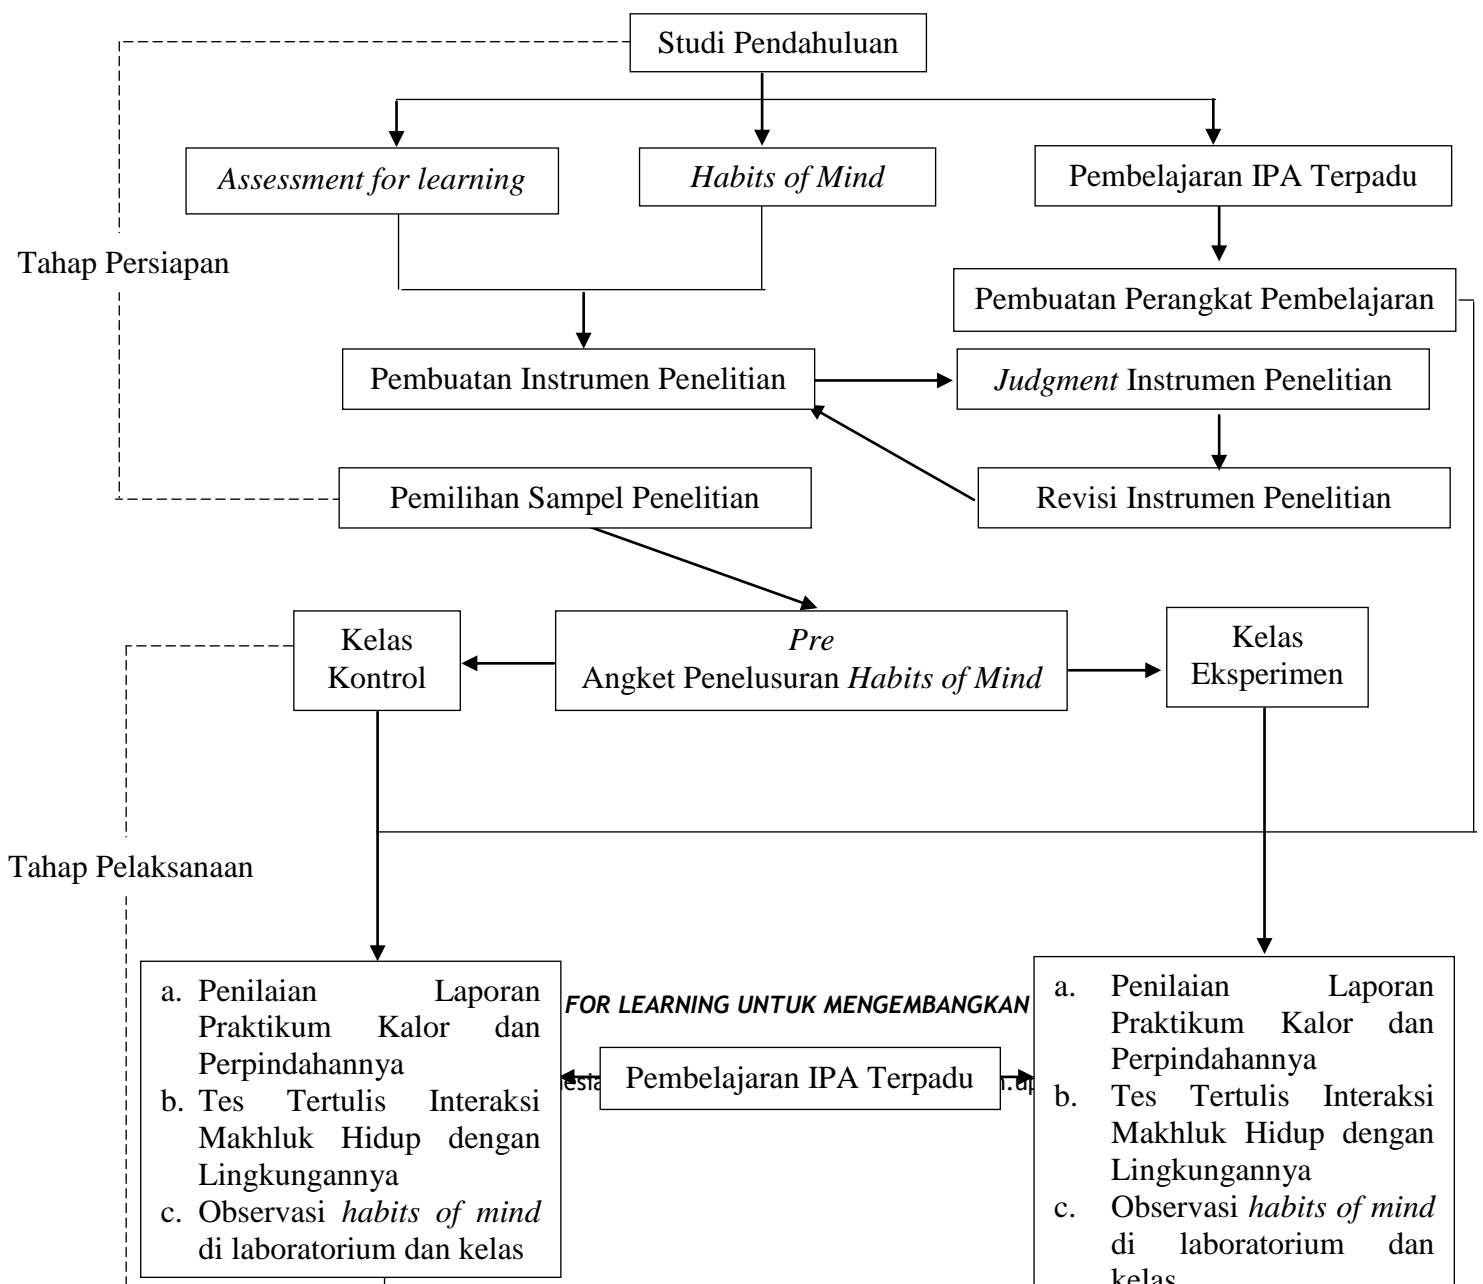 Studi Pendahuluan
Assessment for learning
Habits of Mind
Pembelajaran IPA Terpadu
Tahap Persiapan
Pembuatan Perangkat Pembelajaran
Pembuatan Instrumen Penelitian
Judgment Instrumen Penelitian
Pemilihan Sampel Penelitian
Revisi Instrumen Penelitian
Kelas
Kontrol
Pre
Angket Penelusuran Habits of Mind
Kelas
Eksperimen
Tahap Pelaksanaan
a. Penilaian Laporan
Praktikum Kalor dan
Perpindahannya
b. Tes Tertulis Interaksi
Makhluk Hidup dengan
Lingkungannya
c. Observasi habits of mind
di laboratorium dan kelas
FOR LEARNING UNTUK MENGEMBANGKAN
Pembelajaran IPA Terpadu
a. Penilaian Laporan
Praktikum Kalor dan
Perpindahannya
b. Tes Tertulis Interaksi
Makhluk Hidup dengan
Lingkungannya
c. Observasi habits of mind
di laboratorium dan
kelas